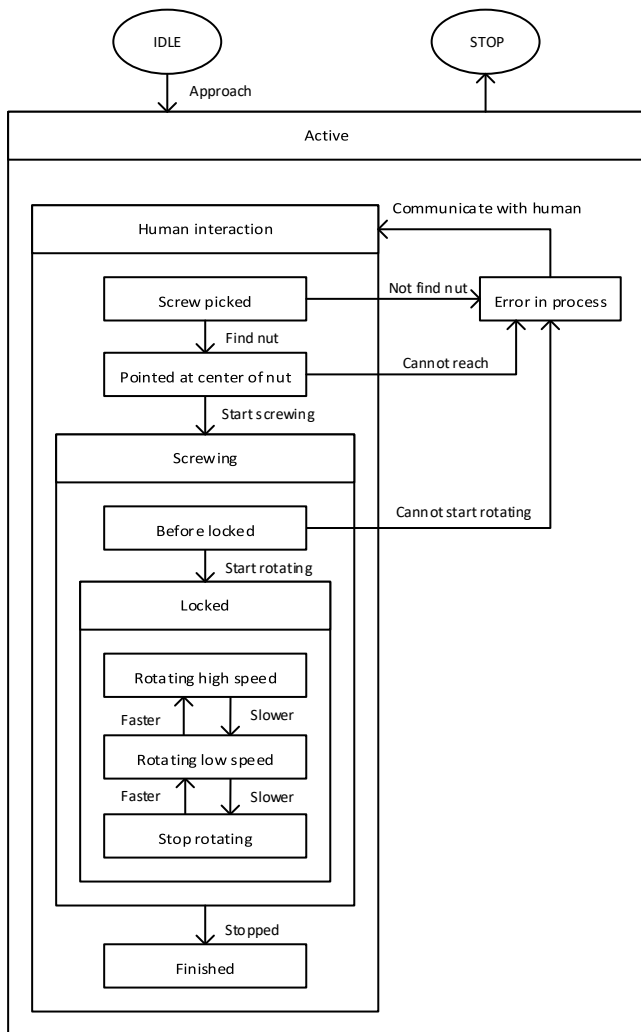 IDLE
STOP
Approach
Active
Communicate with human
Human interaction
Screw picked
Not find nut
Error in process
Find nut
Pointed at center of nut
Cannot reach
Start screwing
Screwing
Before locked
Cannot start rotating
Start rotating
Locked
Rotating high speed
Faster
Slower
Rotating low speed
Faster
Slower
Stop rotating
Stopped
Finished